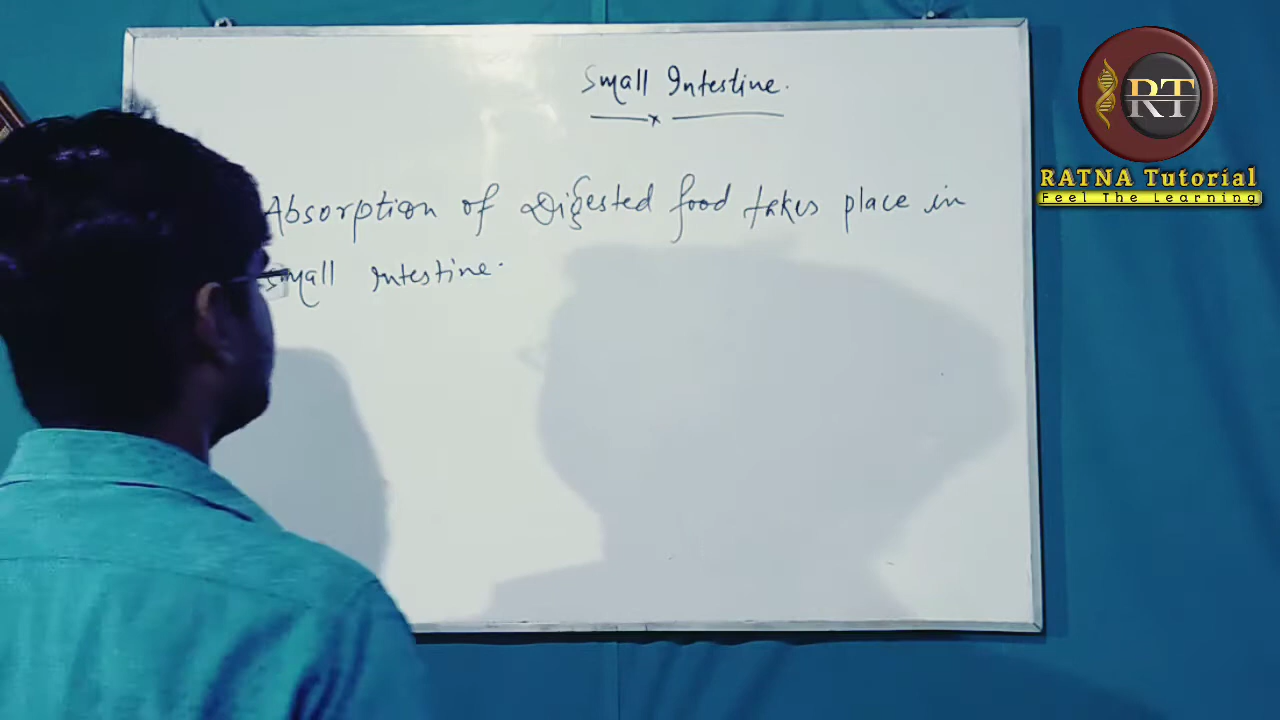 Small Intestine.
Absorption of Digested food takes place in
small intestine.
RT
RATNA Tutorial
Feel The Learning